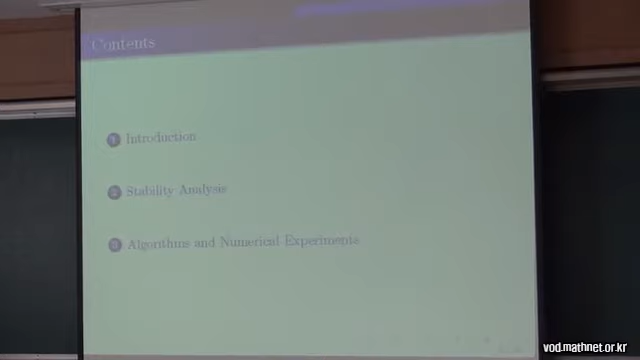 Contents
1 Introduction
2 Stability Analysis
3 Algorithms and Numerical Experiments
vod.mathnet.or.kr